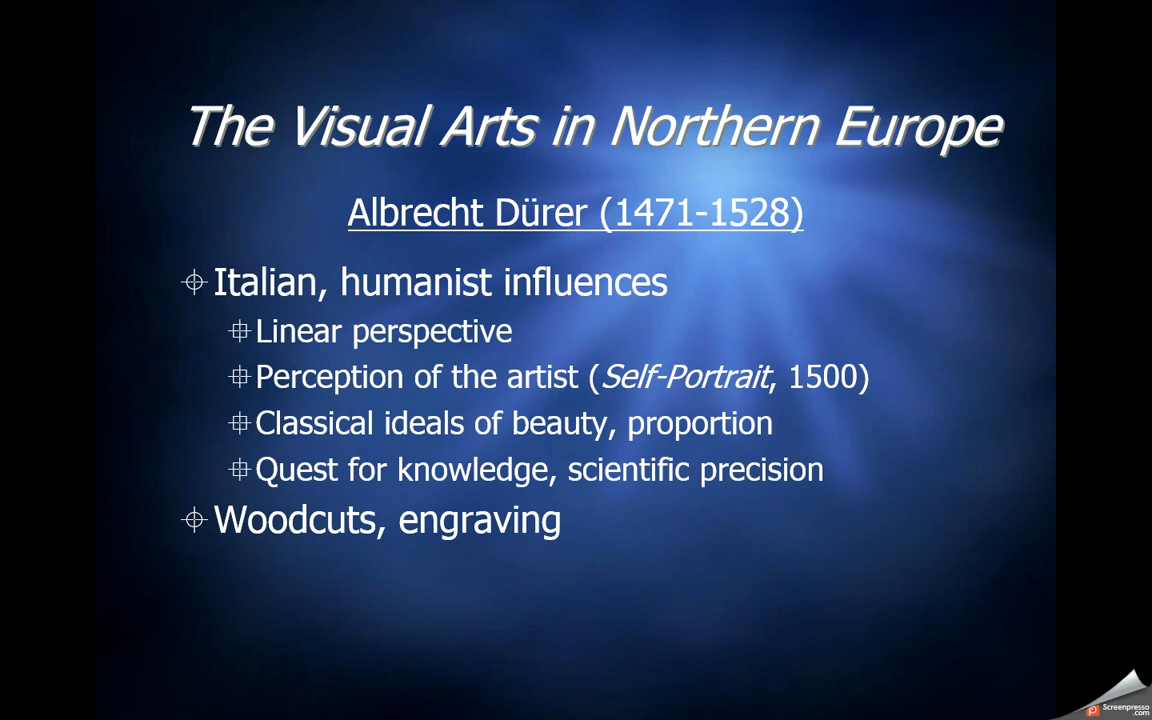 The Visual Arts in Northern Europe
Albrecht Dürer (1471-1528)
Italian, humanist influences
Linear perspective
Perception of the artist (Self-Portrait, 1500)
Classical ideals of beauty, proportion
Quest for knowledge, scientific precision
Woodcuts, engraving
Screenpresso
.com